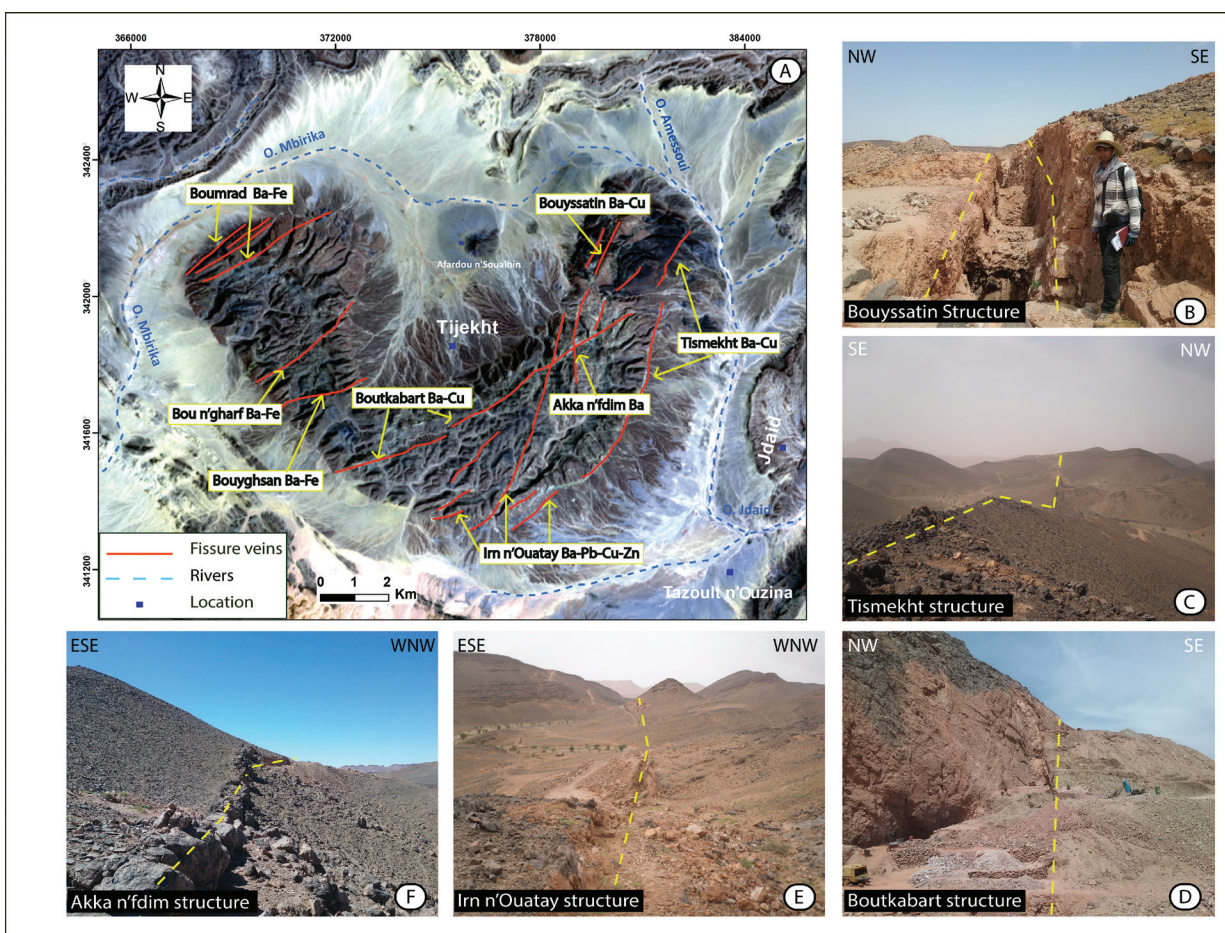 366000
372000
378000
384000
A
N
W E
S
342400
342000
341600
341200
O. Mbirika
O. Amessoui
Boumrad Ba-Fe
Bouyssatin Ba-Cu
Afardou n'Soualhin
O. Mbirika
Tijekht
Tismekht Ba-Cu
Boutkabart Ba-Cu
Akka n'fdim Ba
Bou n'gharf Ba-Fe
Jdaid
Bouyghsan Ba-Fe
O. Jdaid
Irn n'Ouatay Ba-Pb-Cu-Zn
Tazoult n'Ouzina
Fissure veins
Rivers
Location
0 1 2
Km
NW SE
Bouyssatin Structure
B
SE NW
Tismekht structure
C
ESE WNW
Akka n'fdim structure
F
ESE WNW
Irn n'Ouatay structure
E
NW SE
Boutkabart structure
D